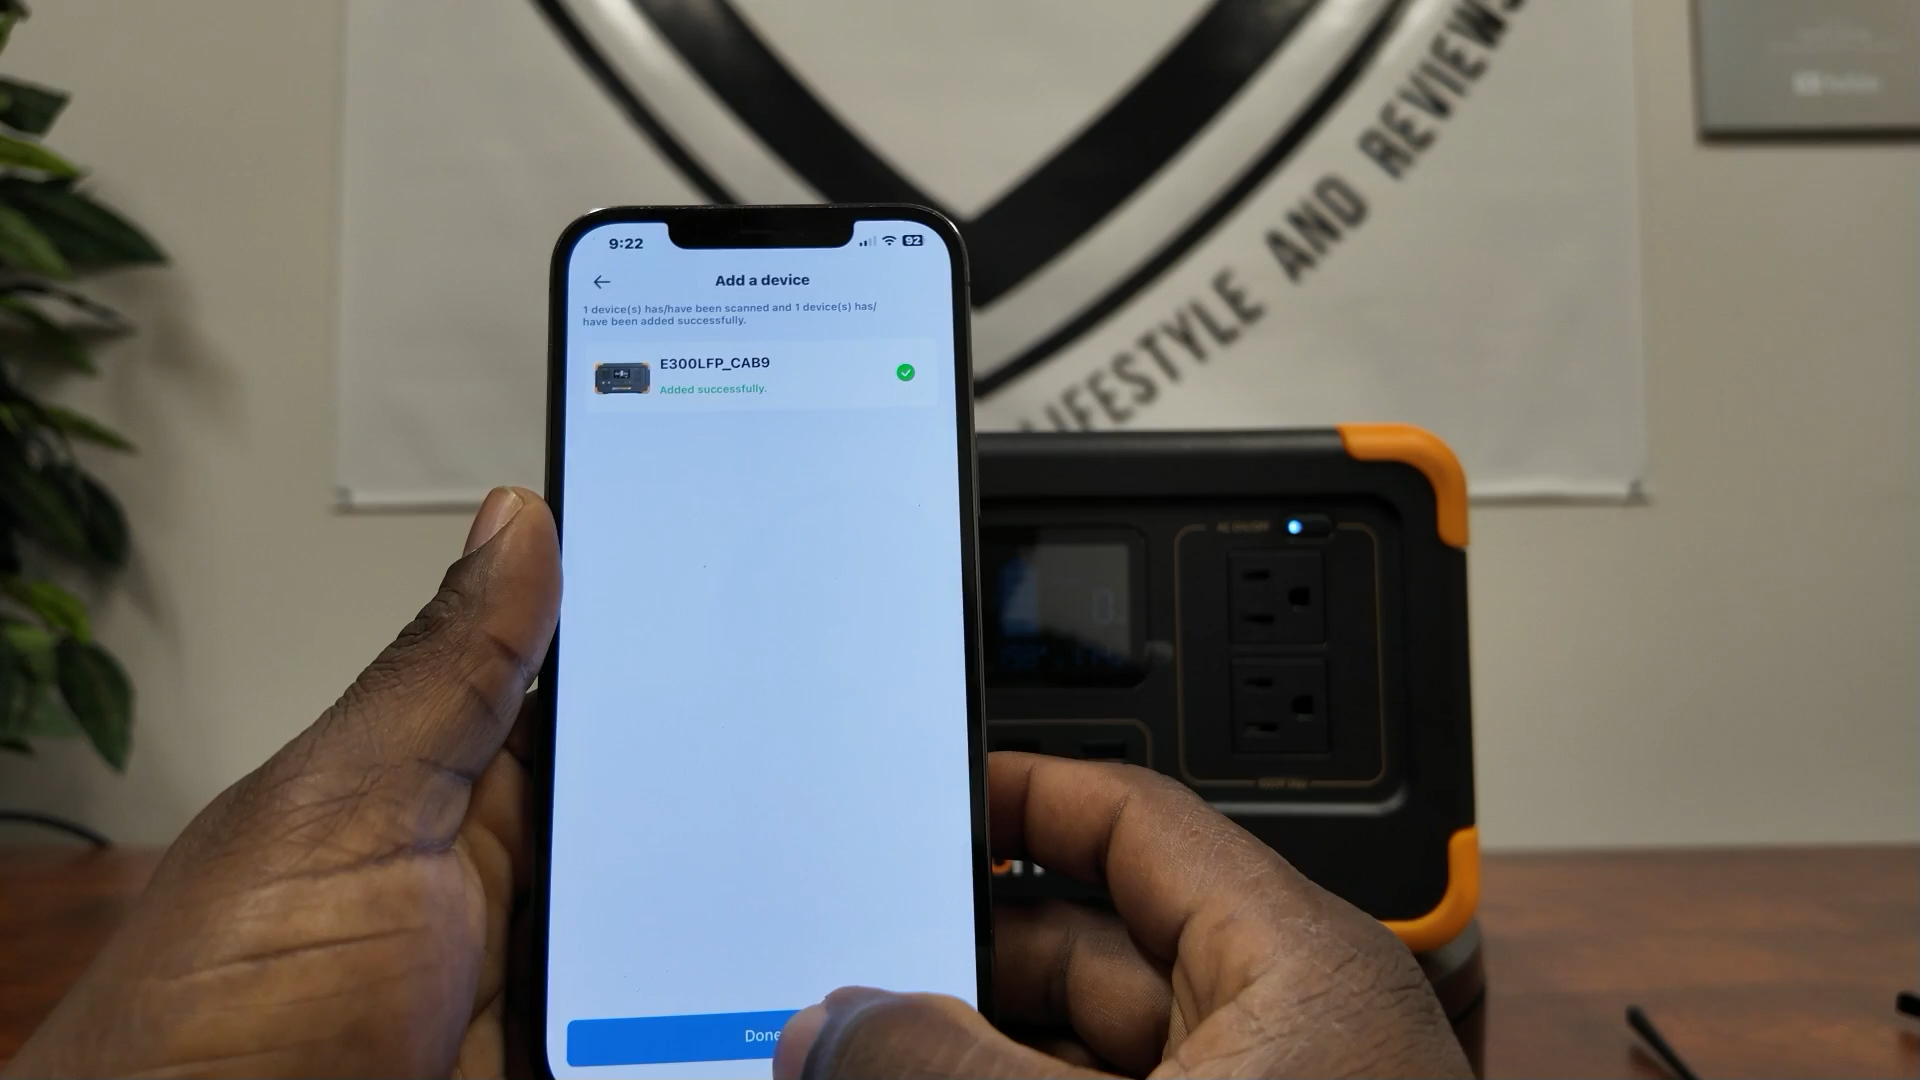 LIFESTYLE AND REVIEWS
9:22
92
Add a device
1 device(s) has/have been scanned and 1 device(s) has/
have been added successfully.
E300LFP_CAB9
Added successfully.
Done